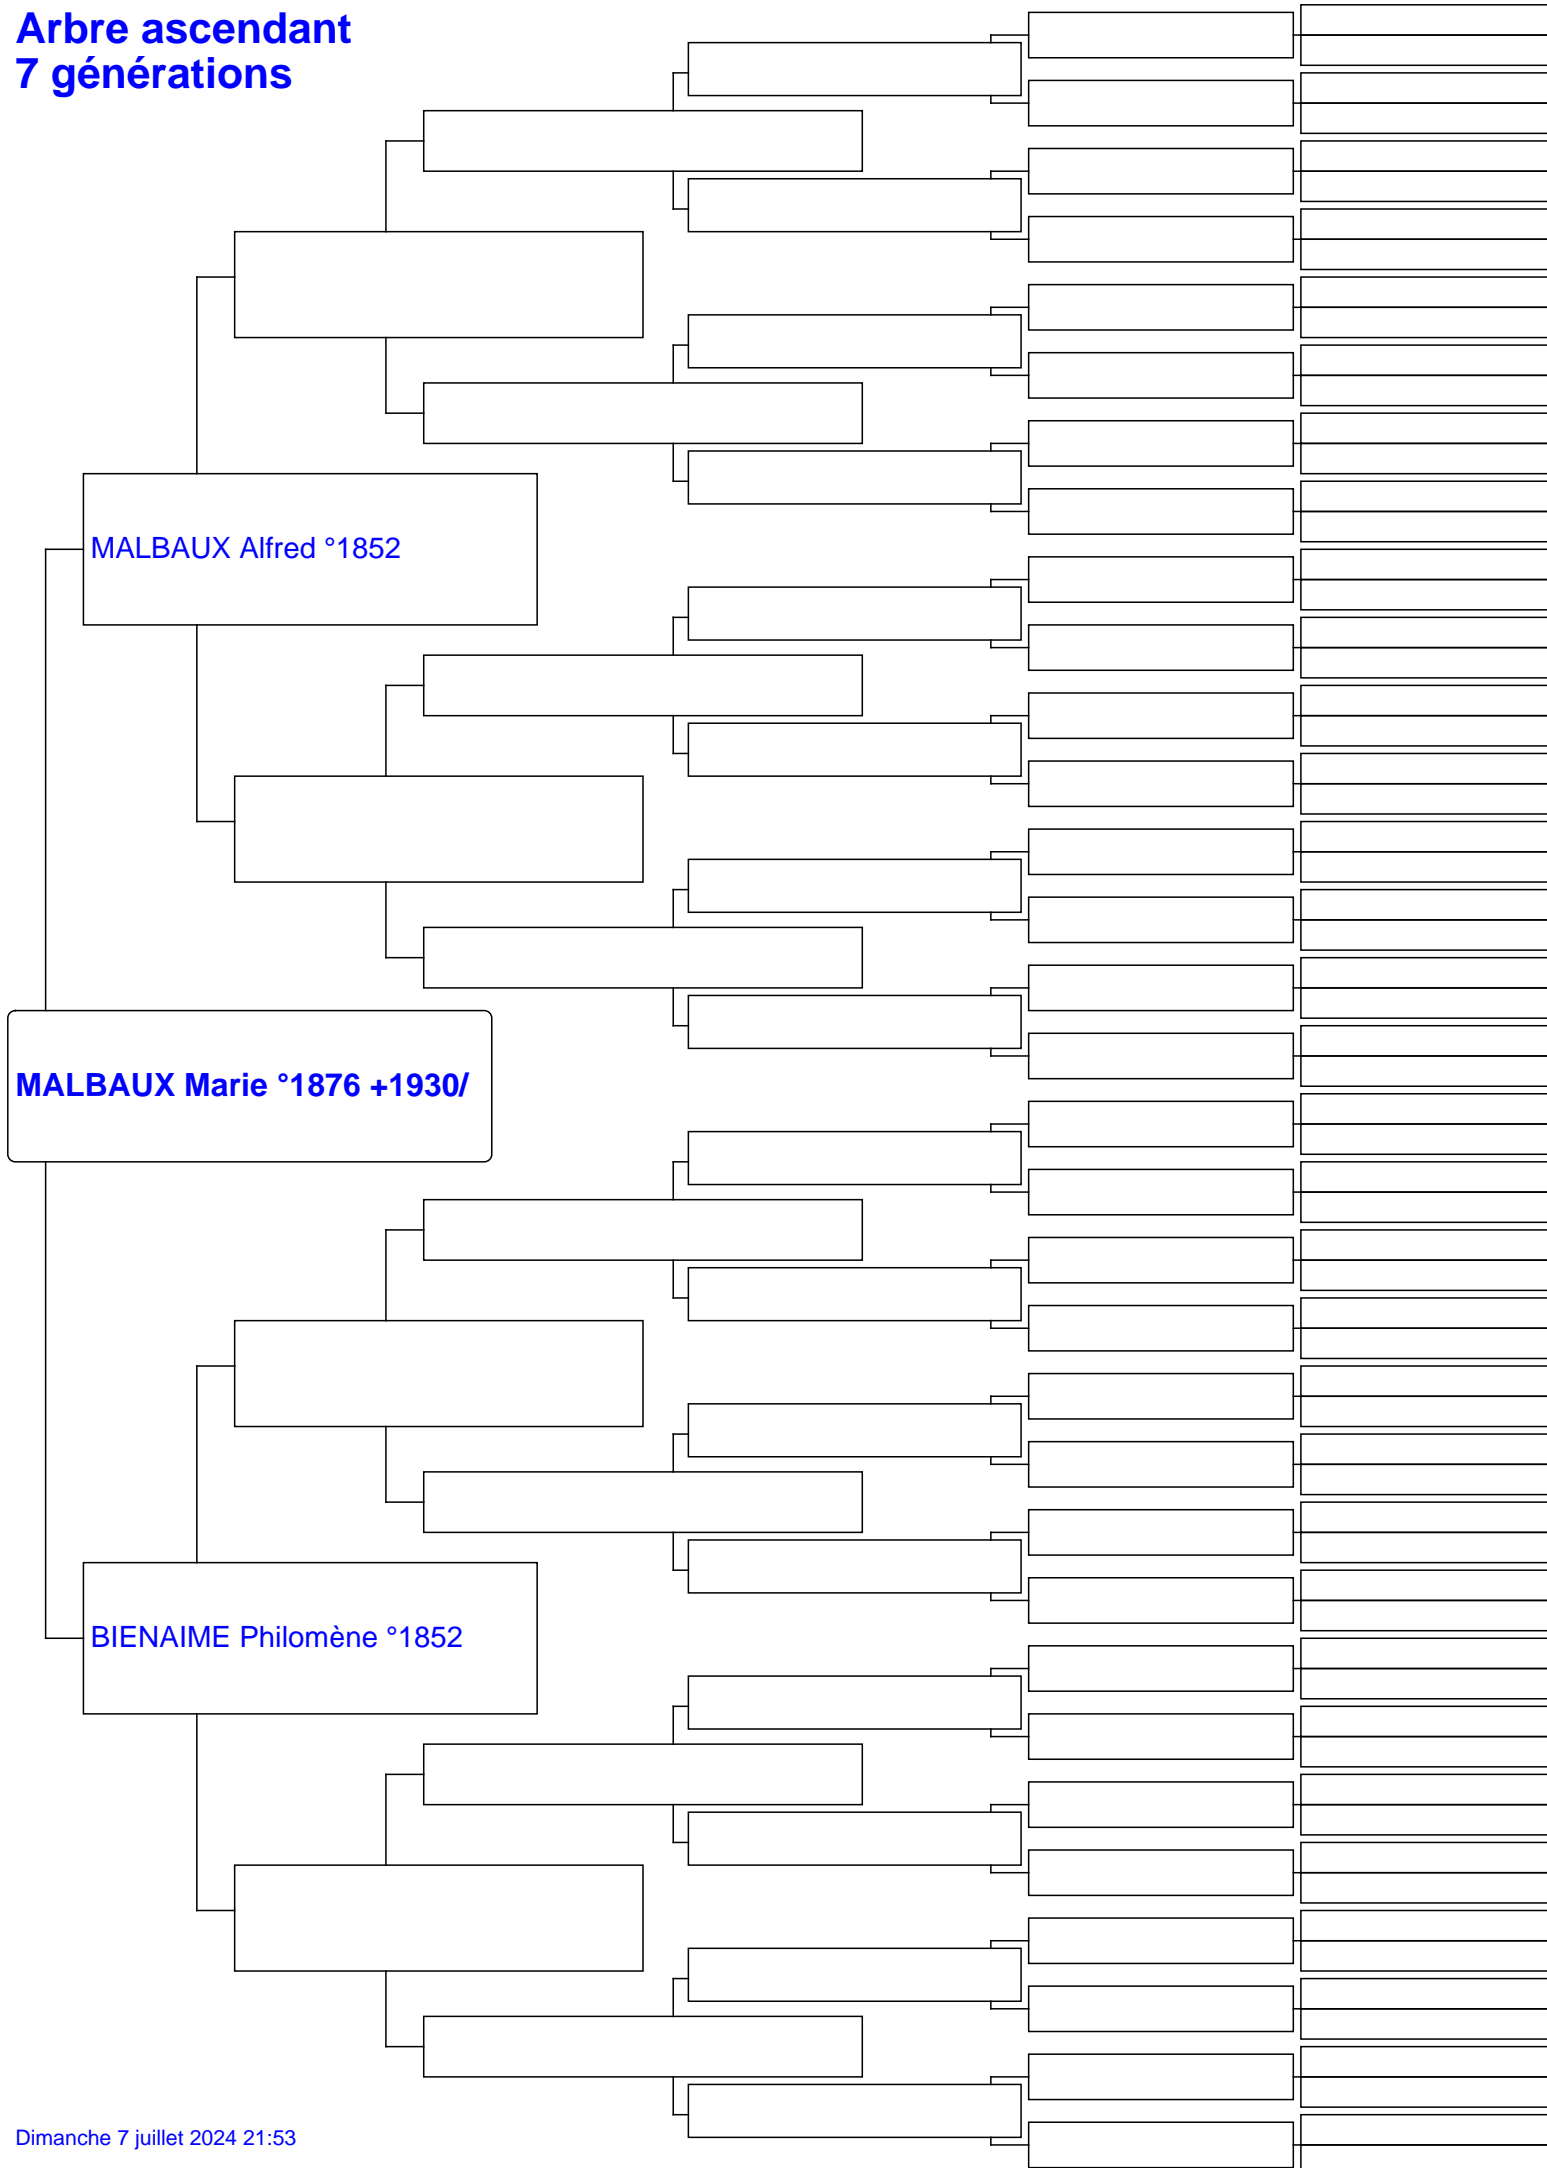 Arbre ascendant
7 générations
MALBAUX Alfred °1852
MALBAUX Marie °1876 +1930/
BIENAIME Philomène °1852
Dimanche 7 juillet 2024 21:53